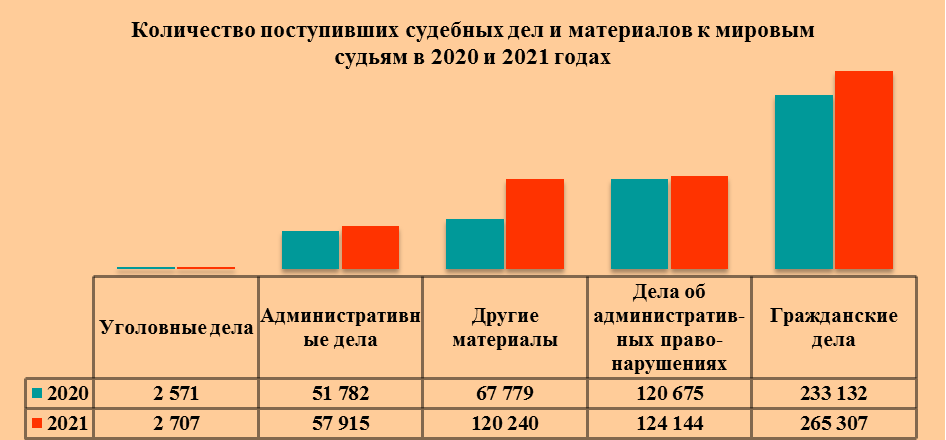 Количество поступивших судебных дел и материалов к мировым
судьям в 2020 и 2021 годах
Уголовные дела
Административн
ые дела
Другие
материалы
Дела об
административ-
ных право-
нарушениях
Гражданские
дела
2020 2 571 51 782 67 779 120 675 233 132
2021 2 707 57 915 120 240 124 144 265 307